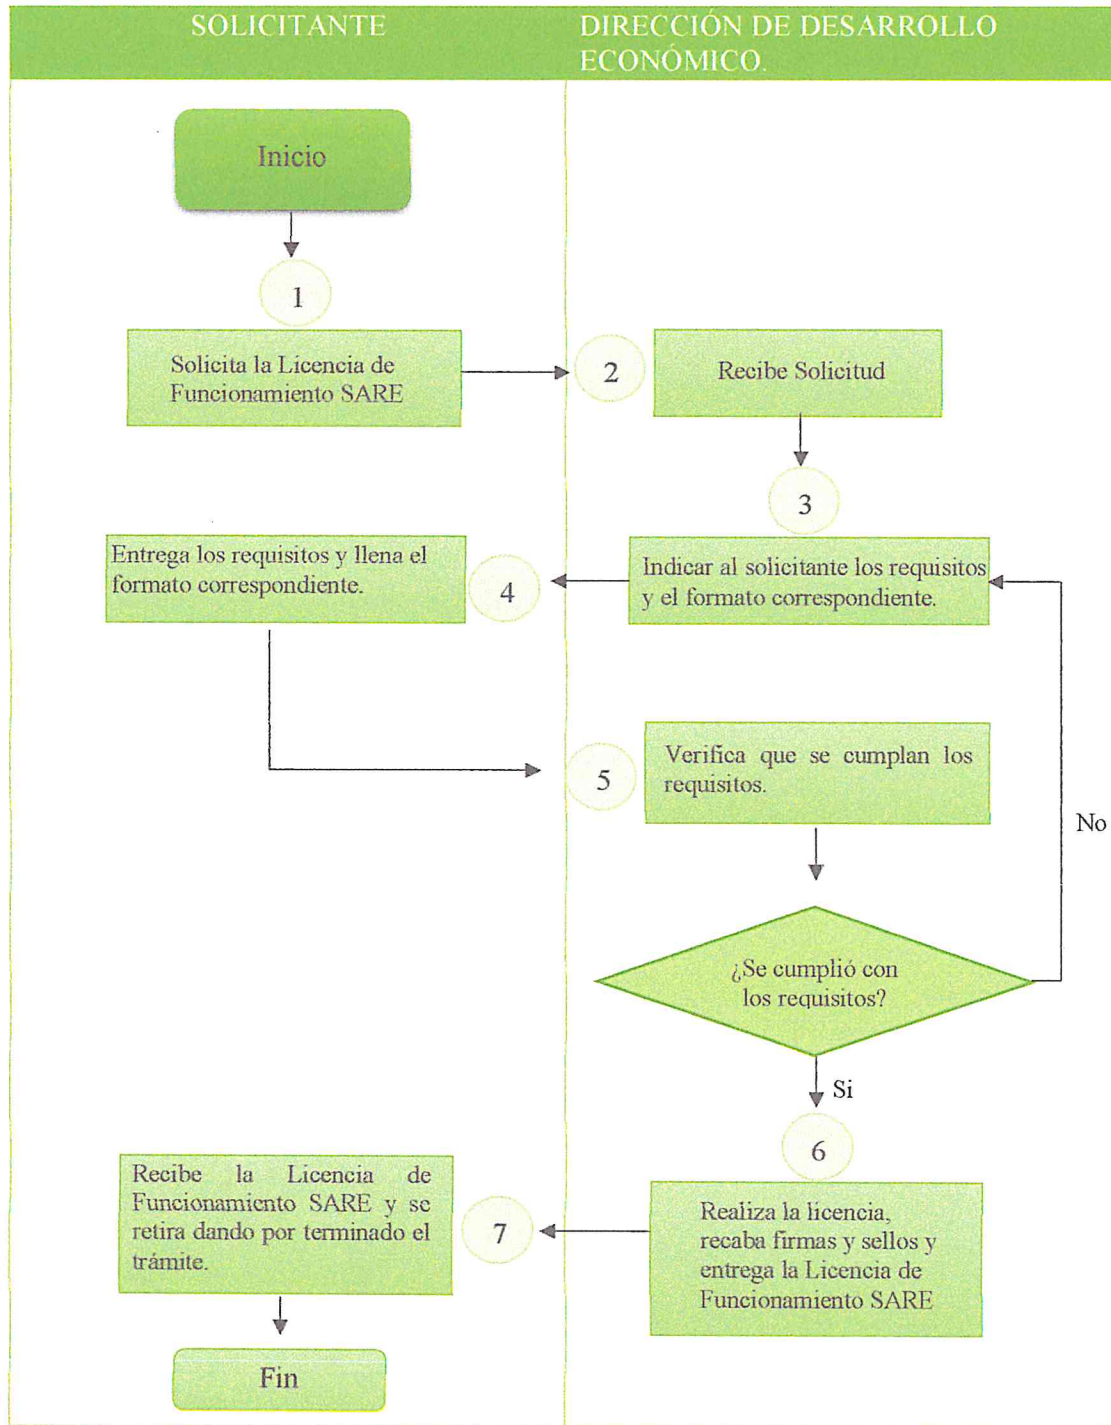 SOLICITANTE
DIRECCIÓN DE DESARROLLO
ECONÓMICO.
Inicio
1
Solicita la Licencia de
Funcionamiento SARE
2
Recibe Solicitud
3
Indicar al solicitante los requisitos
y el formato correspondiente.
4
Entrega los requisitos y llena el
formato correspondiente.
5
Verifica que se cumplan los
requisitos.
No
¿Se cumplió con
los requisitos?
Si
6
Realiza la licencia,
recaba firmas y sellos y
entrega la Licencia de
Funcionamiento SARE
7
Recibe la Licencia de
Funcionamiento SARE y se
retira dando por terminado el
trámite.
Fin